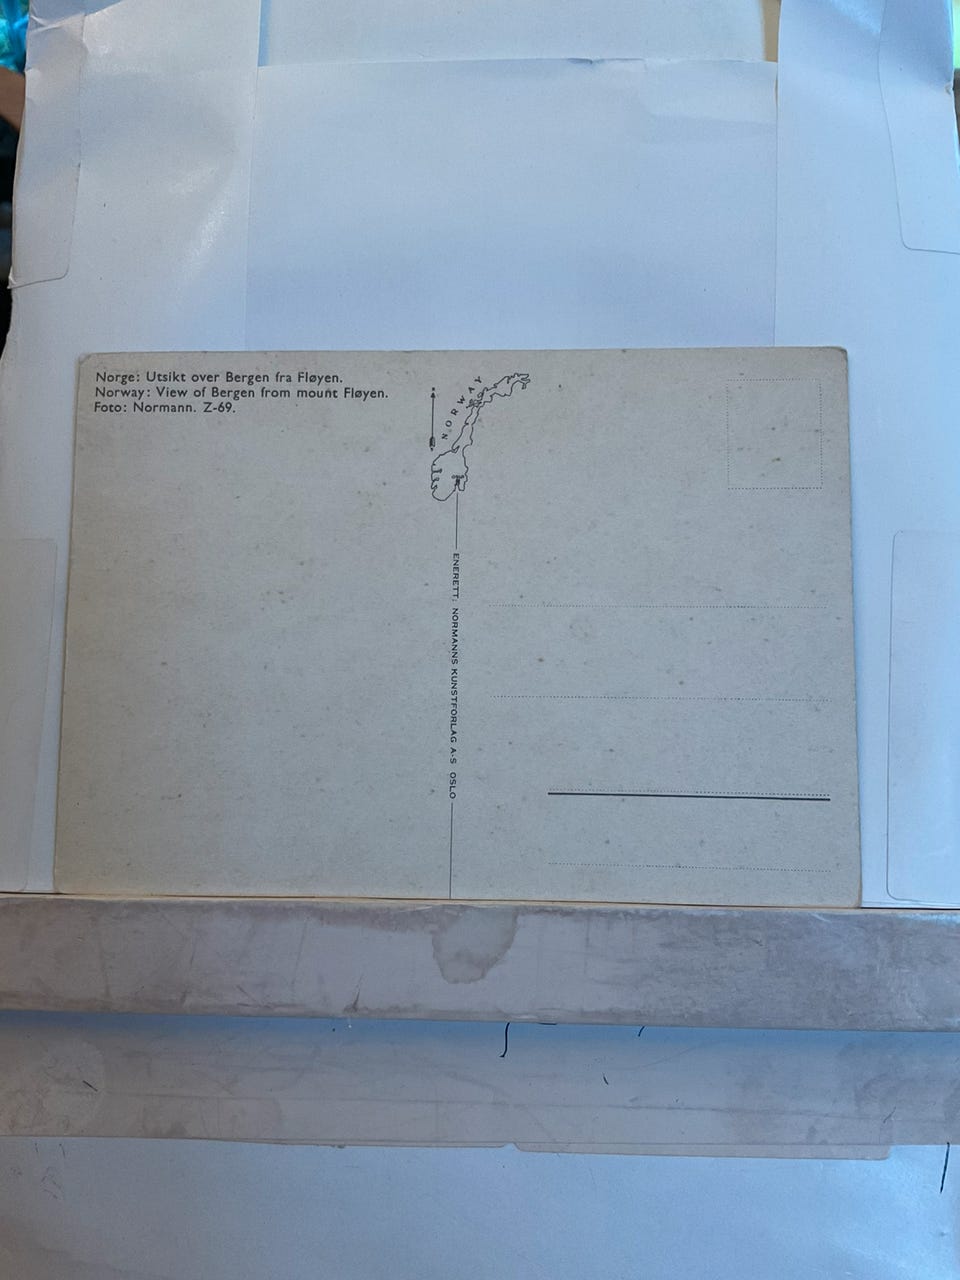 Norge: Utsikt over Bergen fra Fløyen.
Norway: View of Bergen from mount Fløyen.
Foto: Normann. Z-69.
NORWAY
ENERETT: NORMANNS KUNSTFORLAG A-S OSLO